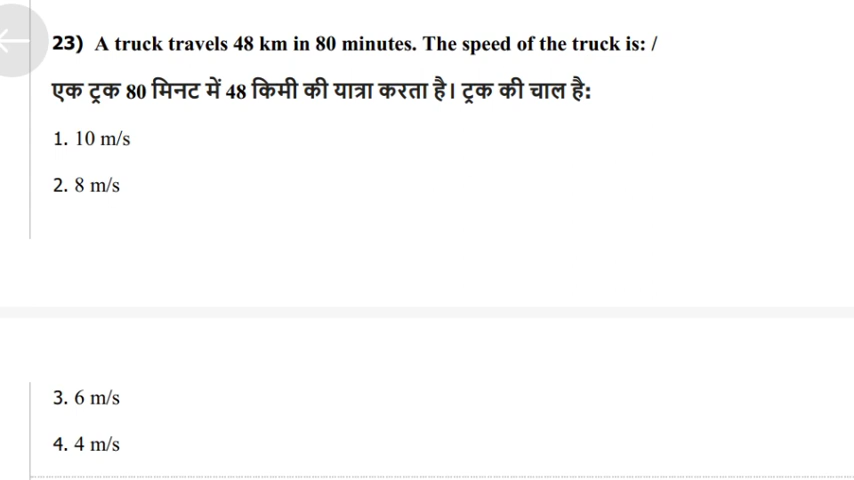 23) A truck travels 48 km in 80 minutes. The speed of the truck is: /
एक ट्रक 80 मिनट में 48 किमी की यात्रा करता है। ट्रक की चाल है:
1. 10 m/s
2. 8 m/s
3. 6 m/s
4. 4 m/s